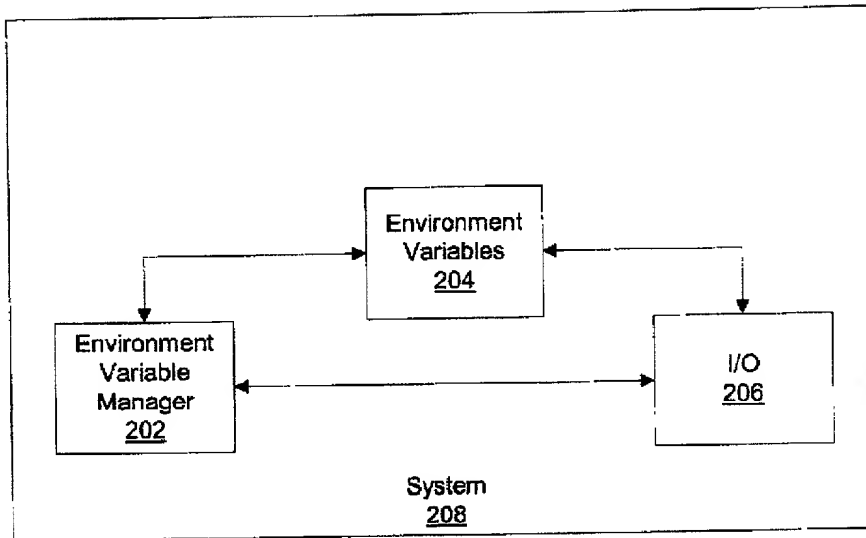 Environment
Variables
204
Environment
Variable
Manager
202
I/O
206
System
208